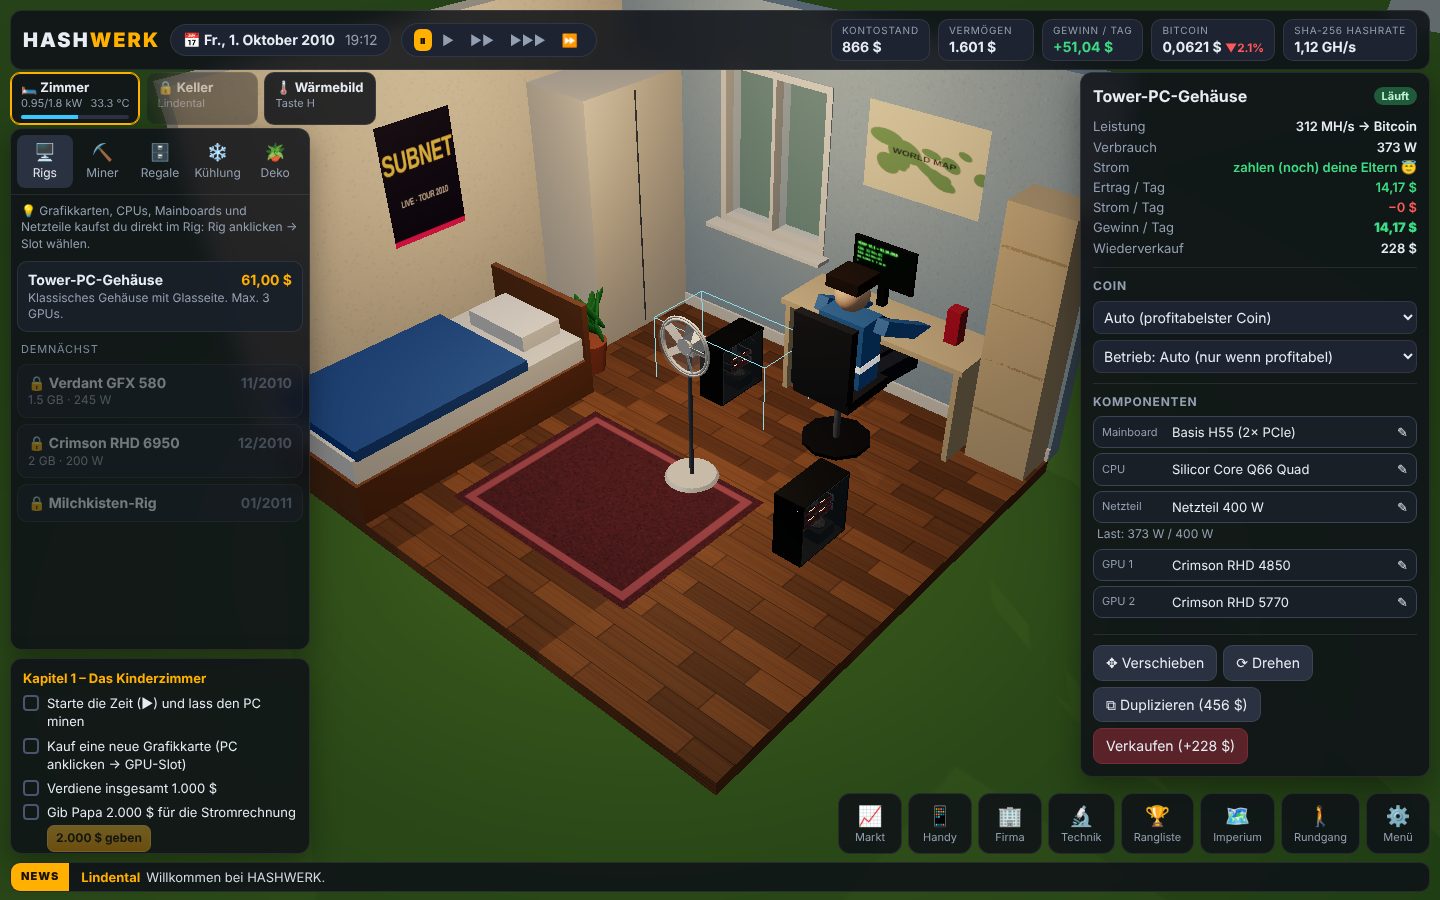 HASHWERK
Fr., 1. Oktober 2010 19:12
KONTOSTAND
866 $
VERMÖGEN
1.601 $
GEWINN / TAG
+51,04 $
BITCOIN
0,0621 $ ▼2.1%
SHA-256 HASHRATE
1,12 GH/s
Zimmer
0.95/1.8 kW 33.3 °C
Keller
Lindental
Wärmebild
Taste H
Rigs
Miner
Regale
Kühlung
Deko
Grafikkarten, CPUs, Mainboards und
Netzteile kaufst du direkt im Rig: Rig anklicken →
Slot wählen.
Tower-PC-Gehäuse 61,00 $
Klassisches Gehäuse mit Glasseite. Max. 3
GPUs.
DEMNÄCHST
Verdant GFX 580 11/2010
1.5 GB · 245 W
Crimson RHD 6950 12/2010
2 GB · 200 W
Milchkisten-Rig 01/2011
Kapitel 1 – Das Kinderzimmer
Starte die Zeit (▶) und lass den PC
minen
Kauf eine neue Grafikkarte (PC
anklicken → GPU-Slot)
Verdiene insgesamt 1.000 $
Gib Papa 2.000 $ für die Stromrechnung
2.000 $ geben
SUBNET
LIVE · TOUR 2010
WORLD MAP
Tower-PC-Gehäuse Läuft
Leistung 312 MH/s → Bitcoin
Verbrauch 373 W
Strom zahlen (noch) deine Eltern 😇
Ertrag / Tag 14,17 $
Strom / Tag −0 $
Gewinn / Tag 14,17 $
Wiederverkauf 228 $
COIN
Auto (profitabelster Coin)
Betrieb: Auto (nur wenn profitabel)
KOMPONENTEN
Mainboard Basis H55 (2× PCIe)
CPU Silicor Core Q66 Quad
Netzteil Netzteil 400 W
Last: 373 W / 400 W
GPU 1 Crimson RHD 4850
GPU 2 Crimson RHD 5770
Verschieben
Drehen
Duplizieren (456 $)
Verkaufen (+228 $)
Markt
Handy
Firma
Technik
Rangliste
Imperium
Rundgang
Menü
NEWS Lindental Willkommen bei HASHWERK.